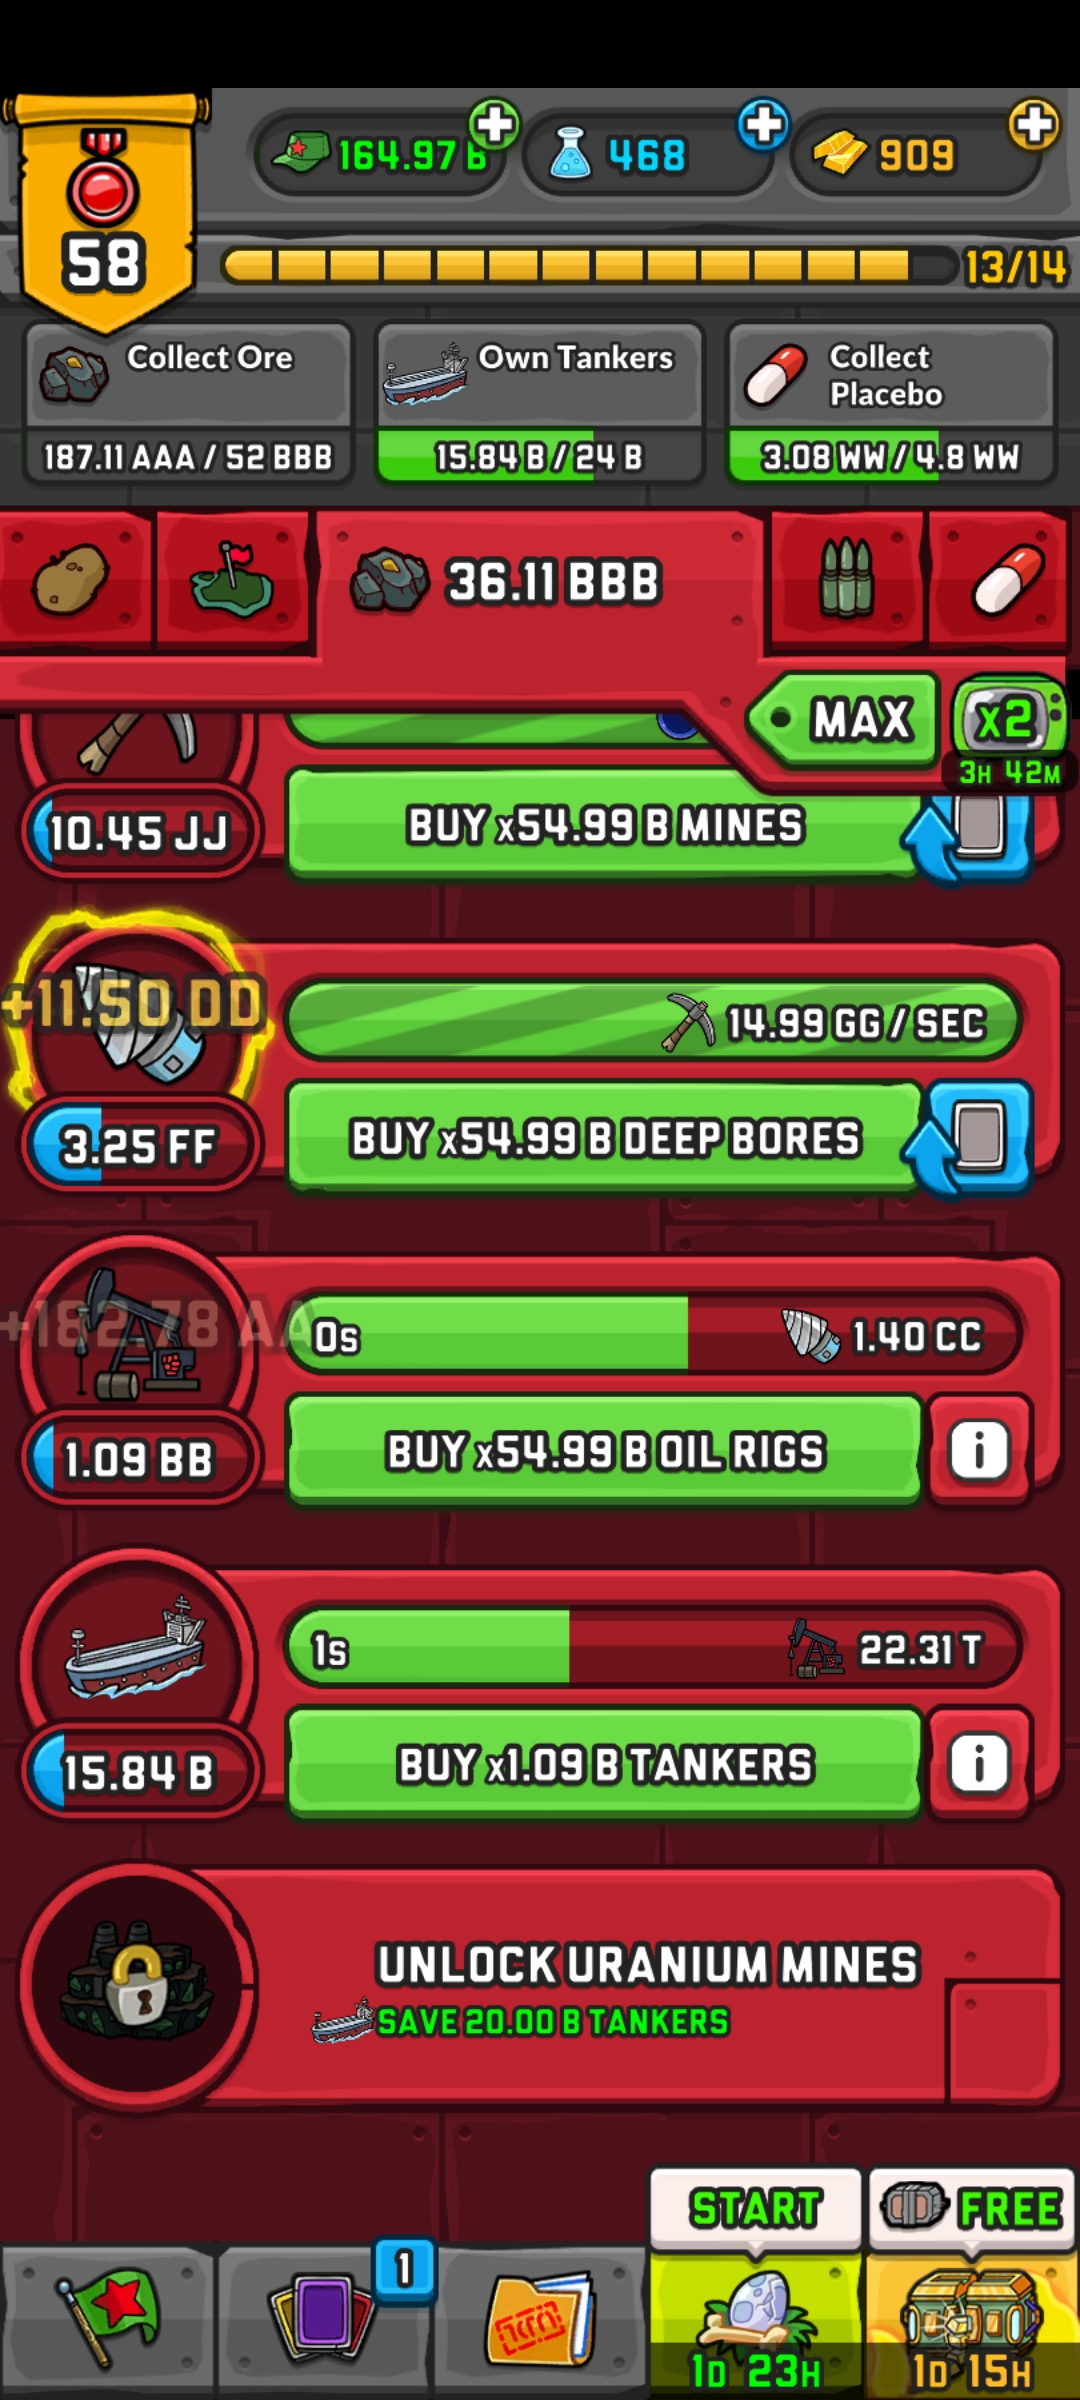 164.97 B
468
909
58
13/14
Collect Ore
187.11 AAA / 52 BBB
Own Tankers
15.84 B / 24 B
Collect
Placebo
3.08 WW / 4.8 WW
36.11 BBB
MAX
x2
3H 42M
10.45 JJ
BUY x54.99 B MINES
+11.50 DD
14.99 GG / SEC
3.25 FF
BUY x54.99 B DEEP BORES
+182.78 AA
0s
1.40 CC
1.09 BB
BUY x54.99 B OIL RIGS
i
1s
22.31 T
15.84 B
BUY x1.09 B TANKERS
i
UNLOCK URANIUM MINES
SAVE 20.00 B TANKERS
START
FREE
1
1D 23H
1D 15H